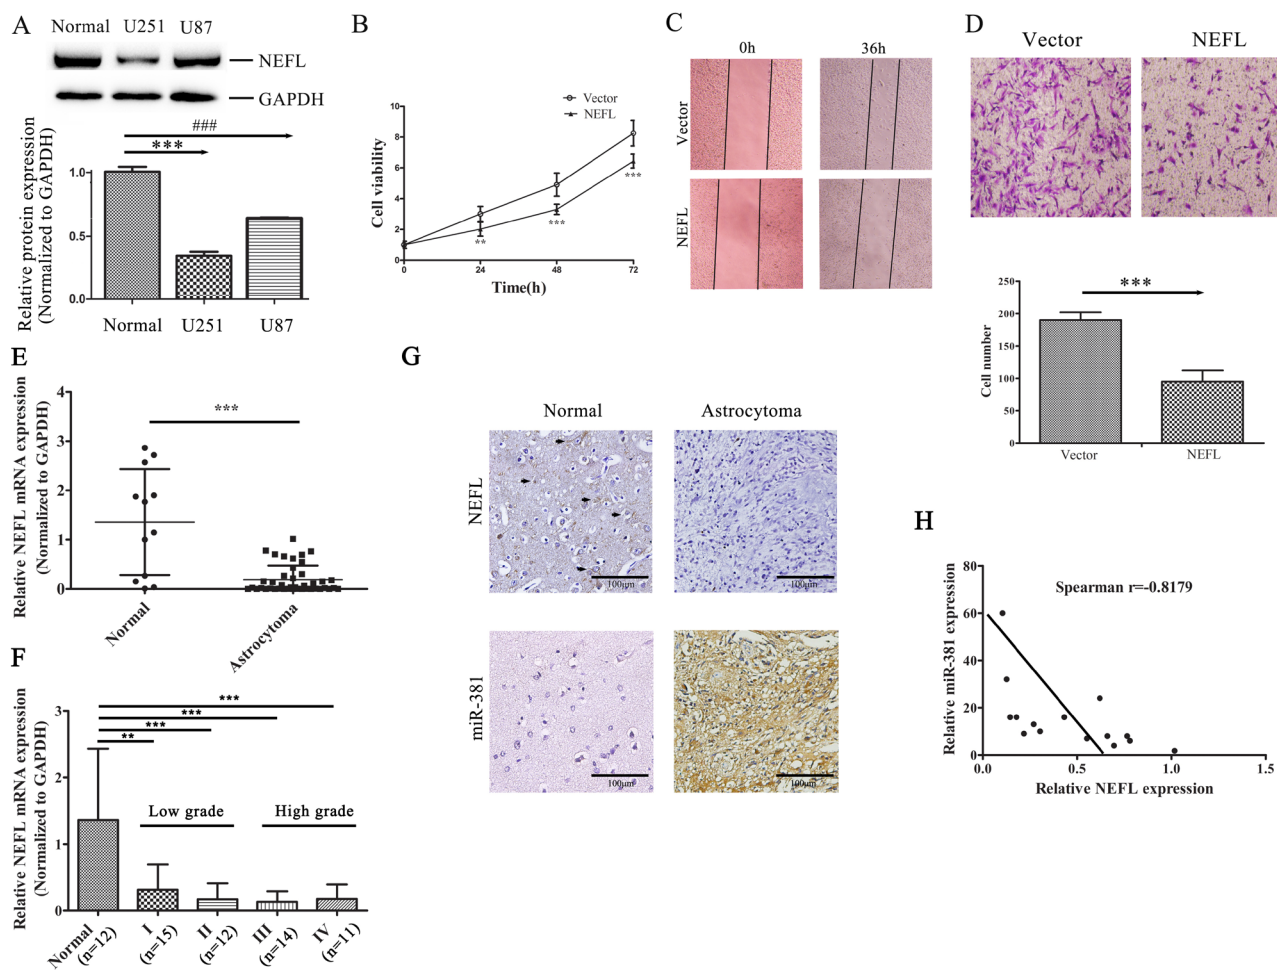 A
Normal U251 U87
NEFL
GAPDH
Relative protein expression
(Normalized to GAPDH)
###
***
1.0
0.5
0.0
Normal U251 U87
B
Cell viability
10
8
6
4
2
0
Vector
NEFL
**
***
***
0 24 48 72
Time(h)
C
0h 36h
Vector
NEFL
D
Vector NEFL
***
Cell number
250
200
150
100
50
0
Vector NEFL
E
Relative NEFL mRNA expression
(Normalized to GAPDH)
4
3
2
1
0
***
Normal
Astrocytoma
F
Relative NEFL mRNA expression
(Normalized to GAPDH)
3
2
1
0
***
***
***
**
Low grade High grade
Normal
(n=12)
I
(n=15)
II
(n=12)
III
(n=14)
IV
(n=11)
G
Normal Astrocytoma
NEFL
100μm
100μm
miR-381
100μm
100μm
H
Relative miR-381 expression
80
60
40
20
0
Spearman r=-0.8179
0.0 0.5 1.0 1.5
Relative NEFL expression